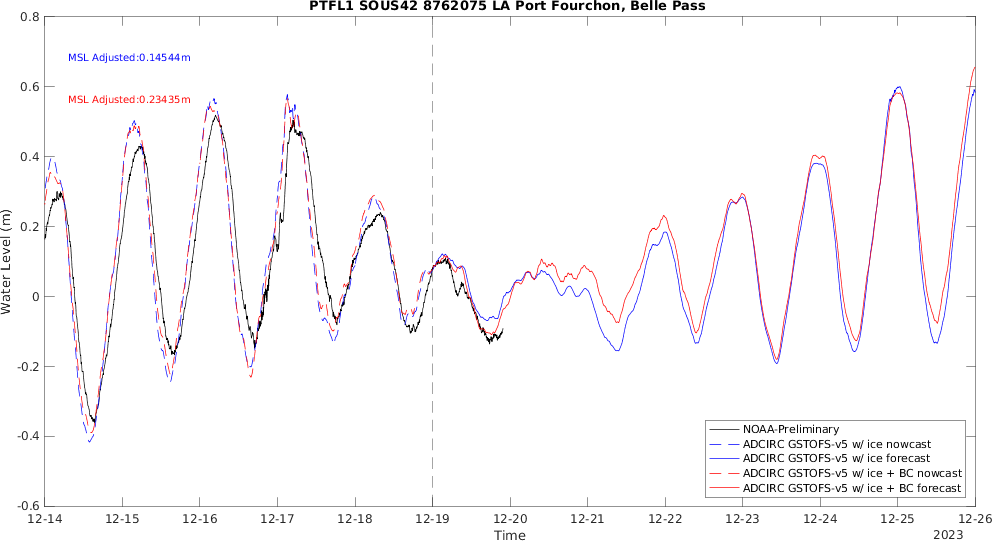 PTFL1 SOUS42 8762075 LA Port Fourchon, Belle Pass
0.8
MSL Adjusted:0.14544m
0.6
MSL Adjusted:0.23435m
0.4
0.2
Water Level (m)
0
-0.2
-0.4
-0.6
NOAA-Preliminary
ADCIRC GSTOFS-v5 w/ ice nowcast
ADCIRC GSTOFS-v5 w/ ice forecast
ADCIRC GSTOFS-v5 w/ ice + BC nowcast
ADCIRC GSTOFS-v5 w/ ice + BC forecast
12-14 12-15 12-16 12-17 12-18 12-19 12-20 12-21 12-22 12-23 12-24 12-25 12-26
Time
2023